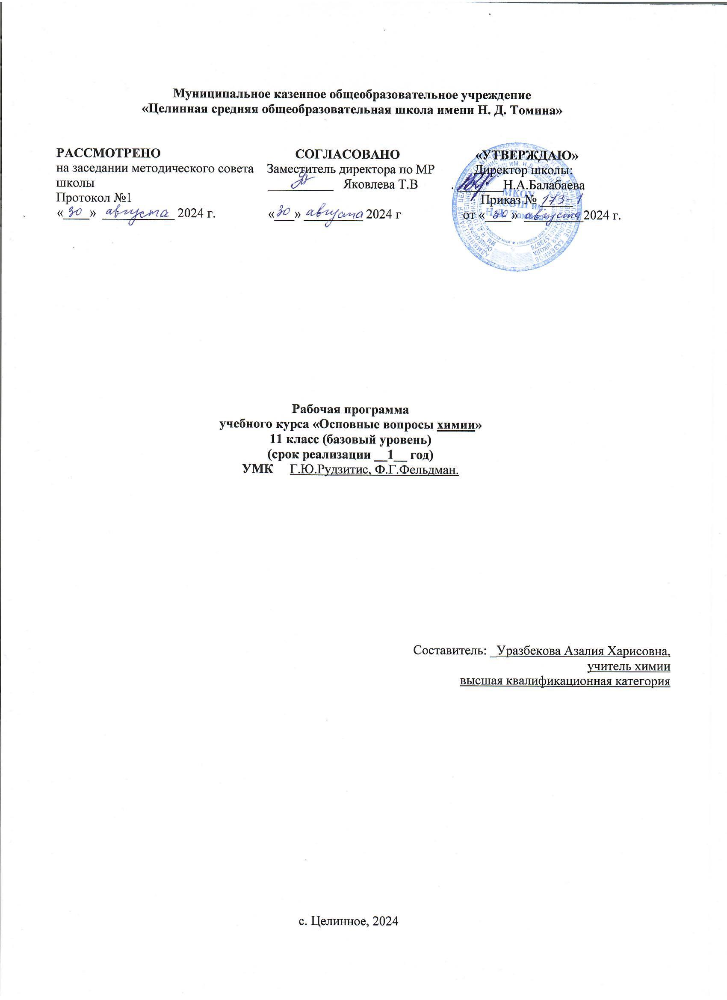 Муниципальное казенное общеобразовательное учреждение
«Целинная средняя общеобразовательная школа имени Н. Д. Томина»
РАССМОТРЕНО
на заседании методического совета
школы
Протокол №1
«30» августа 2024 г.
СОГЛАСОВАНО
Заместитель директора по МР
Яковлева Т.В
«30» августа 2024 г
«УТВЕРЖДАЮ»
Директор школы:
. Н.А.Балабаева
Приказ № 173-1
от «30» августа 2024 г.
МКОУ
Рабочая программа
учебного курса «Основные вопросы химии»
11 класс (базовый уровень)
(срок реализации __1__ год)
УМК Г.Ю.Рудзитис, Ф.Г.Фельдман.
Составитель: _Уразбекова Азалия Харисовна,
учитель химии
высшая квалификационная категория
с. Целинное, 2024